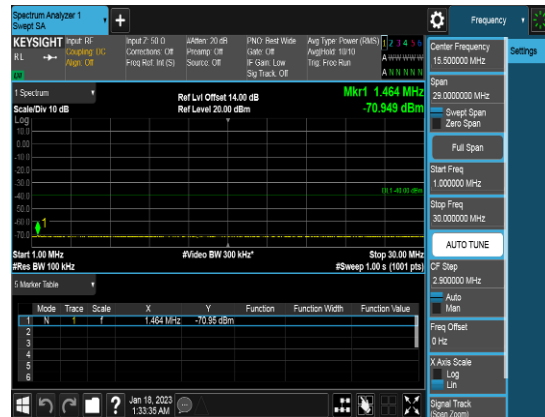 Spectrum Analyzer 1
Swept SA
+
Frequency
KEYSIGHT
RL
Input: RF
Coupling: DC
Align: Off
Input Z: 50 Ω
Corrections: Off
Freq Ref: Int (S)
#Atten: 20 dB
Preamp: Off
Source: Off
PNO: Best Wide
Gate: Off
IF Gain: Low
Sig Track: Off
Avg Type: Power (RMS)
Avg|Hold: 10/10
Trig: Free Run
1 2 3 4 5 6
A W W W W W
A N N N N N
LW
1 Spectrum
Scale/Div 10 dB
Ref Lvl Offset 14.00 dB
Ref Level 20.00 dBm
Mkr1 1.464 MHz
-70.949 dBm
Log
10.0
0.00
-10.0
-20.0
-30.0
-40.0
-50.0
-60.0
-70.0
DL1 -40.00 dBm
1
Start 1.00 MHz
#Res BW 100 kHz
#Video BW 300 kHz*
Stop 30.00 MHz
#Sweep 1.00 s (1001 pts)
5 Marker Table
Mode Trace Scale X Y Function Function Width Function Value
1 N 1 f 1.464 MHz -70.95 dBm
2
3
4
5
6
Center Frequency
15.500000 MHz
Settings
Span
29.0000000 MHz
Swept Span
Zero Span
Full Span
Start Freq
1.000000 MHz
Stop Freq
30.000000 MHz
AUTO TUNE
CF Step
2.900000 MHz
Auto
Man
Freq Offset
0 Hz
X Axis Scale
Log
Lin
Signal Track
(Span Zoom)
?
Jan 18, 2023
1:33:35 AM